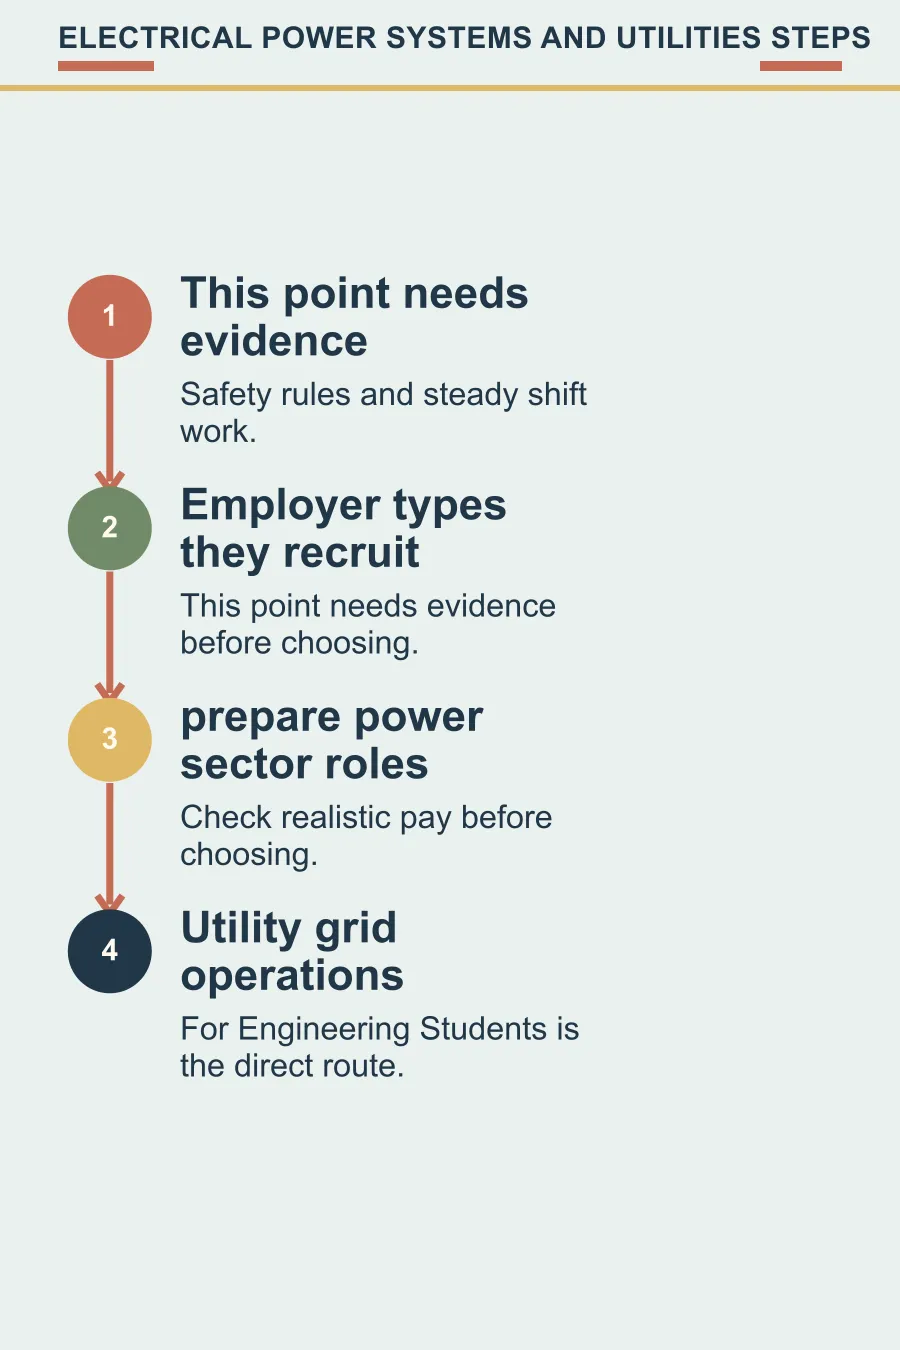 ELECTRICAL POWER SYSTEMS AND UTILITIES STEPS
1
This point needs
evidence
Safety rules and steady shift
work.
2
Employer types
they recruit
This point needs evidence
before choosing.
3
prepare power
sector roles
Check realistic pay before
choosing.
4
Utility grid
operations
For Engineering Students is
the direct route.